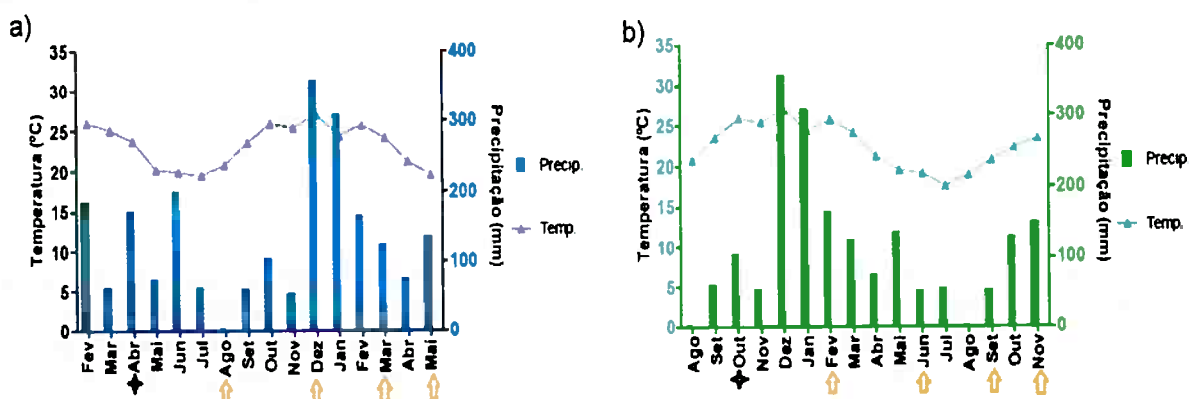 a)
Temperatura (ºC)
35
30
25
20
15
10
5
0
400
300
200
100
0
Precipitação (mm)
Precip.
Temp.
Fev
Mar
Abr
Mai
Jun
Jul
Ago
Set
Out
Nov
Dez
Jan
Fev
Mar
Abr
Mai
b)
Temperatura (ºC)
35
30
25
20
15
10
5
0
400
300
200
100
0
Precipitação (mm)
Precip
Temp.
Ago
Set
Out
Nov
Dez
Jan
Fev
Mar
Abr
Mai
Jun
Jul
Ago
Set
Out
Nov